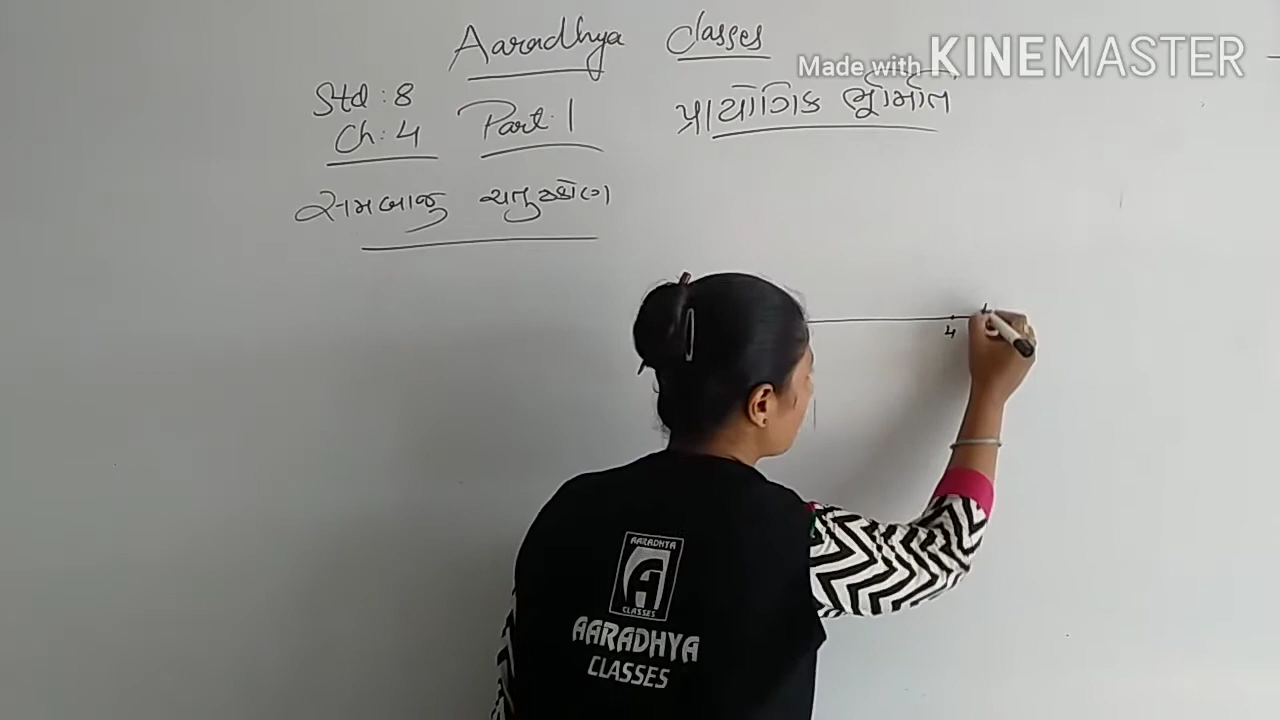 Aaradhya Classes
Made with KINEMASTER
Std : 8
Ch : 4
Part : 1
પ્રાયોગિક ભૂમિતિ
સમબાજુ ચતુષ્કોણ
4
AARADHYA
A
CLASSES
AARADHYA
CLASSES